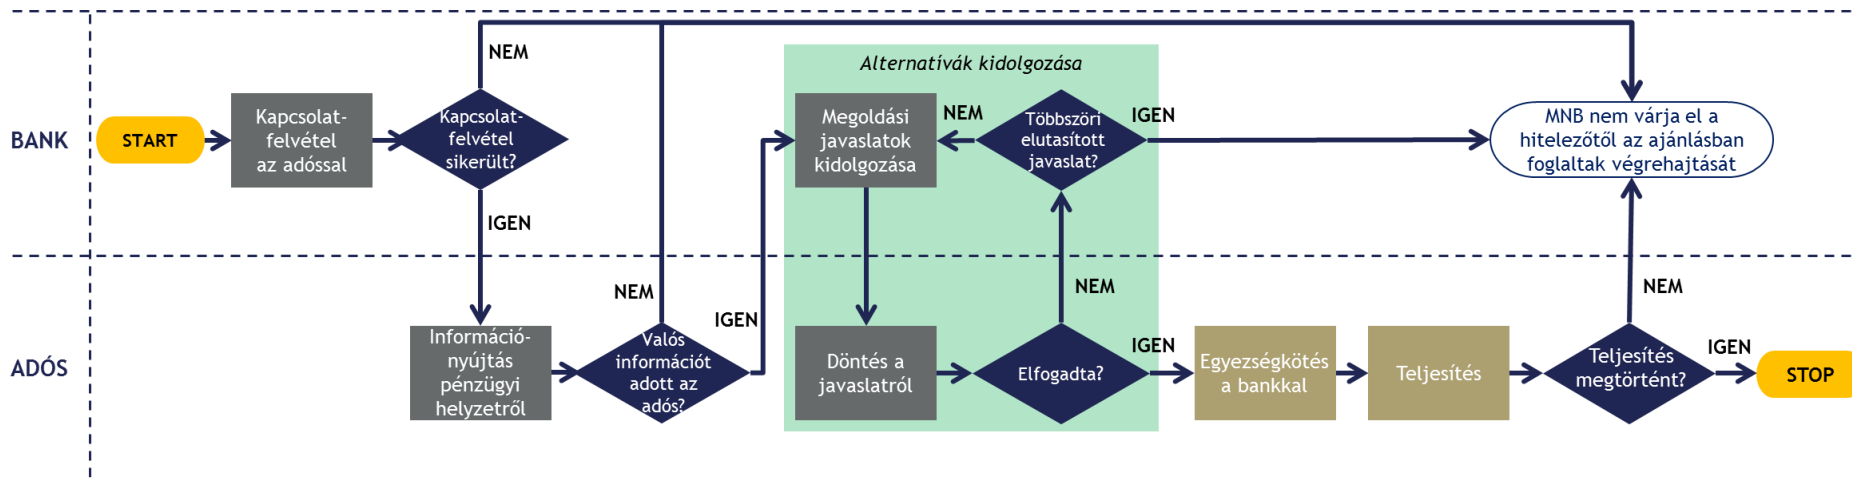 BANK
START
Kapcsolat-
felvétel
az adóssal
Kapcsolat-
felvétel
sikerült?
NEM
IGEN
Alternatívák kidolgozása
Megoldási
javaslatok
kidolgozása
NEM
Többszöri
elutasított
javaslat?
IGEN
MNB nem várja el a
hitelezőtől az ajánlásban
foglaltak végrehajtását
ADÓS
Információ-
nyújtás
pénzügyi
helyzetről
NEM
Valós
információt
adott az
adós?
IGEN
Döntés a
javaslatról
NEM
Elfogadta?
IGEN
Egyezségkötés
a bankkal
Teljesítés
NEM
Teljesítés
megtörtént?
IGEN
STOP